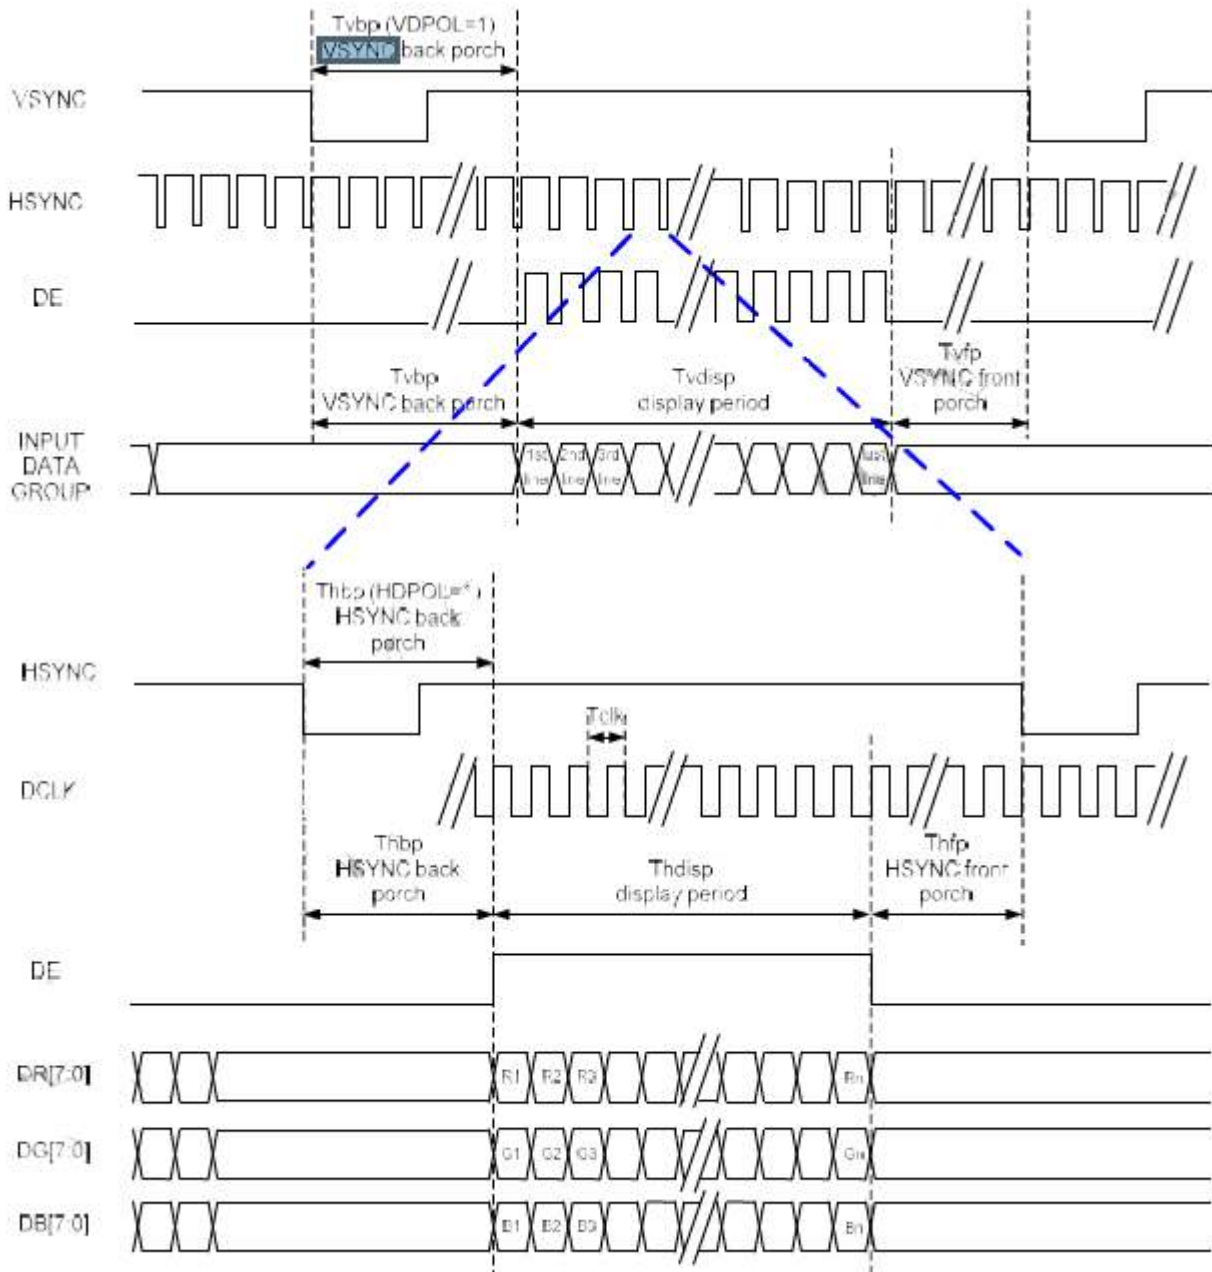 Tvbp (VDPOL=1)
VSYNC back porch
VSYNC
HSYNC
DE
Tvbp
VSYNC back porch
Tvdisp
display period
Tvfp
VSYNC front
porch
INPUT
DATA
GROUP
1st
line
2nd
line
3rd
line
last
line
Thbp (HDPOL=1)
HSYNC back
porch
HSYNC
Tclk
DCLK
Thbp
HSYNC back
porch
Thdisp
display period
Thfp
HSYNC front
porch
DE
DR[7:0]
R1 R2 R3 Rn
DG[7:0]
G1 G2 G3 Gn
DB[7:0]
B1 B2 B3 Bn